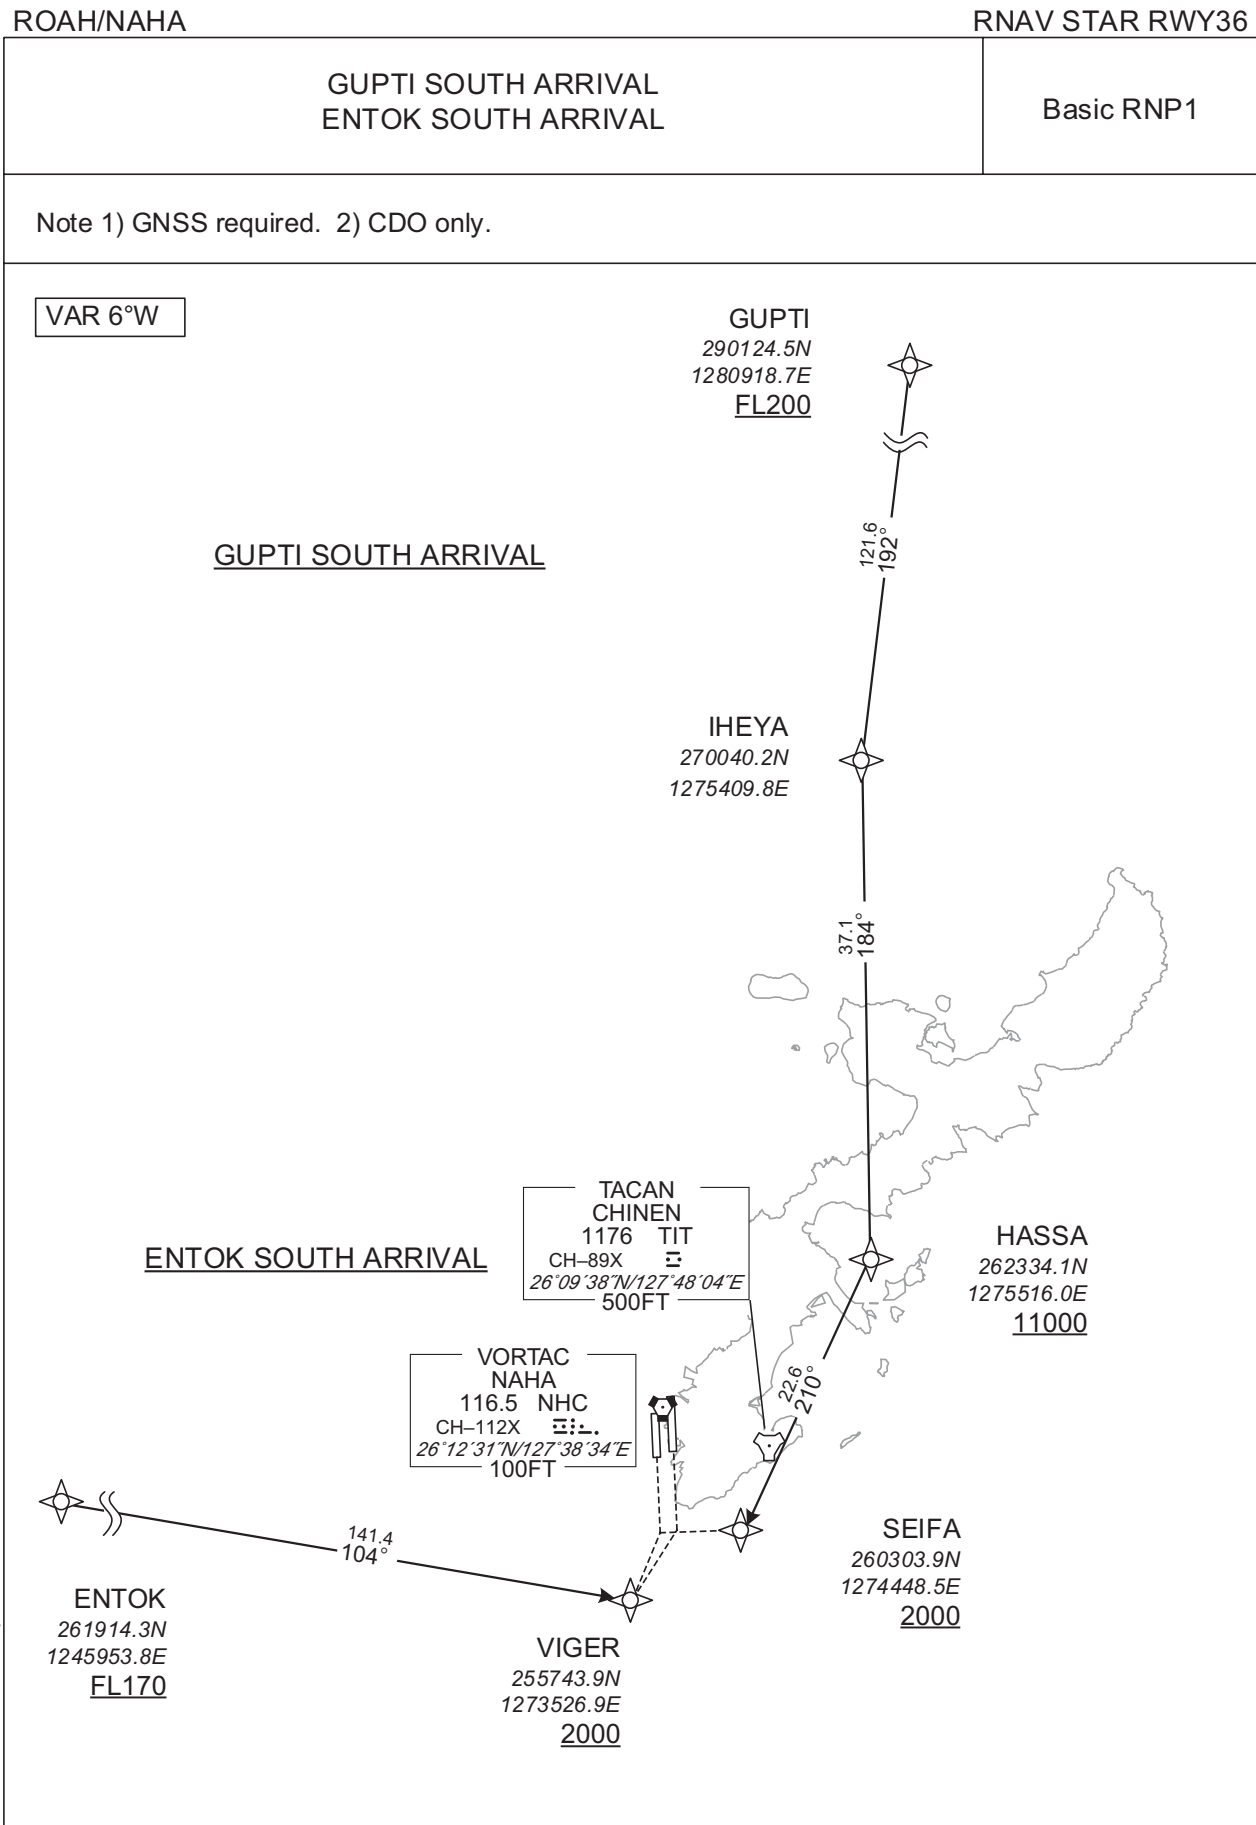 ROAH/NAHA
RNAV STAR RWY36
GUPTI SOUTH ARRIVAL
ENTOK SOUTH ARRIVAL
Basic RNP1
Note 1) GNSS required. 2) CDO only.
VAR 6°W
GUPTI
290124.5N
1280918.7E
FL200
121.6
192°
GUPTI SOUTH ARRIVAL
IHEYA
270040.2N
1275409.8E
37.1
184°
TACAN
CHINEN
1176 TIT
CH–89X
26°09′38″N/127°48′04″E
500FT
ENTOK SOUTH ARRIVAL
HASSA
262334.1N
1275516.0E
11000
VORTAC
NAHA
116.5 NHC
CH–112X
26°12′31″N/127°38′34″E
100FT
22.6
210°
141.4
104°
SEIFA
260303.9N
1274448.5E
2000
ENTOK
261914.3N
1245953.8E
FL170
VIGER
255743.9N
1273526.9E
2000